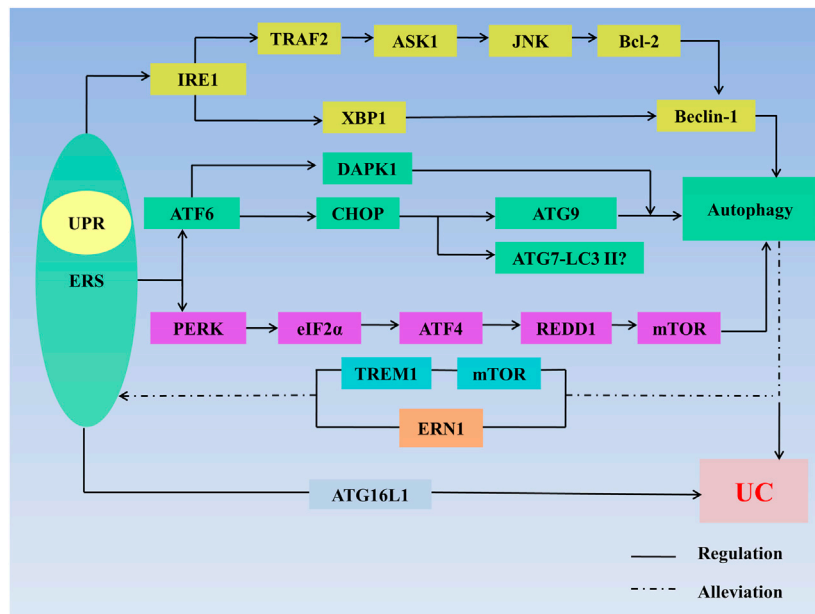 TRAF2
ASK1
JNK
Bcl-2
IRE1
XBP1
Beclin-1
DAPK1
UPR
ATF6
CHOP
ATG9
Autophagy
ATG7-LC3 II?
ERS
PERK
eIF2α
ATF4
REDD1
mTOR
TREM1
mTOR
ERN1
ATG16L1
UC
Regulation
Alleviation